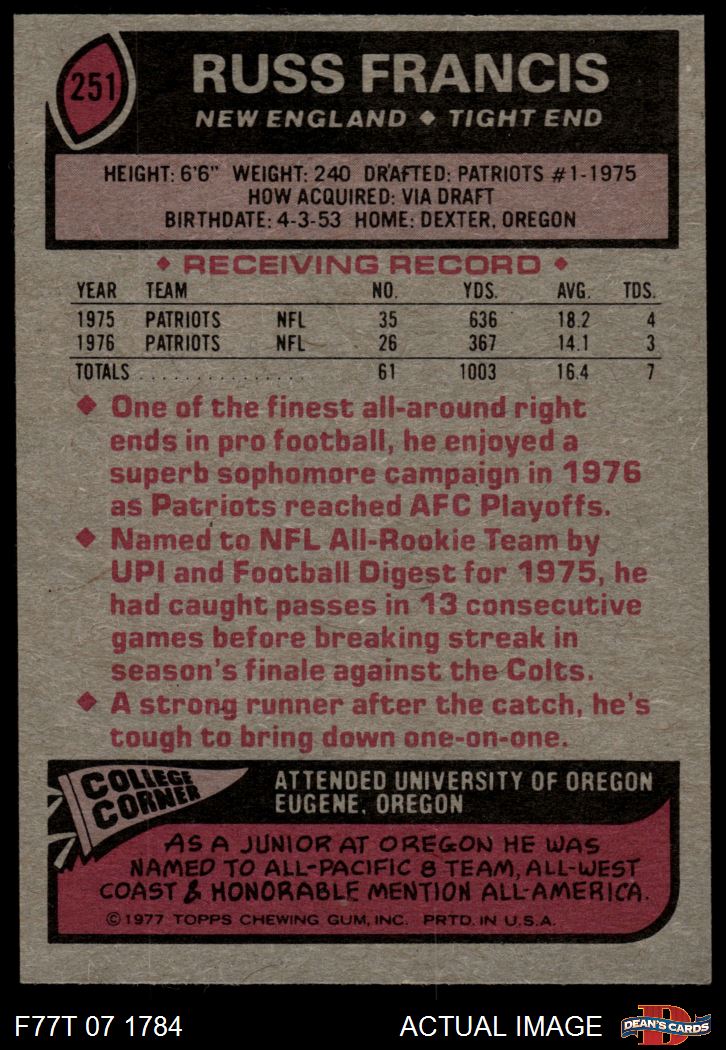 251
RUSS FRANCIS
NEW ENGLAND ◆ TIGHT END
HEIGHT: 6'6" WEIGHT: 240 DRAFTED: PATRIOTS #1-1975
HOW ACQUIRED: VIA DRAFT
BIRTHDATE: 4-3-53 HOME: DEXTER, OREGON
◆ RECEIVING RECORD ◆
YEAR TEAM NO. YDS. AVG. TDS.
1975 PATRIOTS NFL 35 636 18.2 4
1976 PATRIOTS NFL 26 367 14.1 3
TOTALS . . . . . . . . . . . . . . . . 61 1003 16.4 7
◆ One of the finest all-around right
ends in pro football, he enjoyed a
superb sophomore campaign in 1976
as Patriots reached AFC Playoffs.
◆ Named to NFL All-Rookie Team by
UPI and Football Digest for 1975, he
had caught passes in 13 consecutive
games before breaking streak in
season's finale against the Colts.
◆ A strong runner after the catch, he's
tough to bring down one-on-one.
COLLEGE
CORNER
ATTENDED UNIVERSITY OF OREGON
EUGENE, OREGON
AS A JUNIOR AT OREGON HE WAS
NAMED TO ALL-PACIFIC 8 TEAM, ALL-WEST
COAST & HONORABLE MENTION ALL-AMERICA.
©1977 TOPPS CHEWING GUM, INC. PRTD. IN U.S.A.
F77T 07 1784 ACTUAL IMAGE
D
DEAN'S CARDS